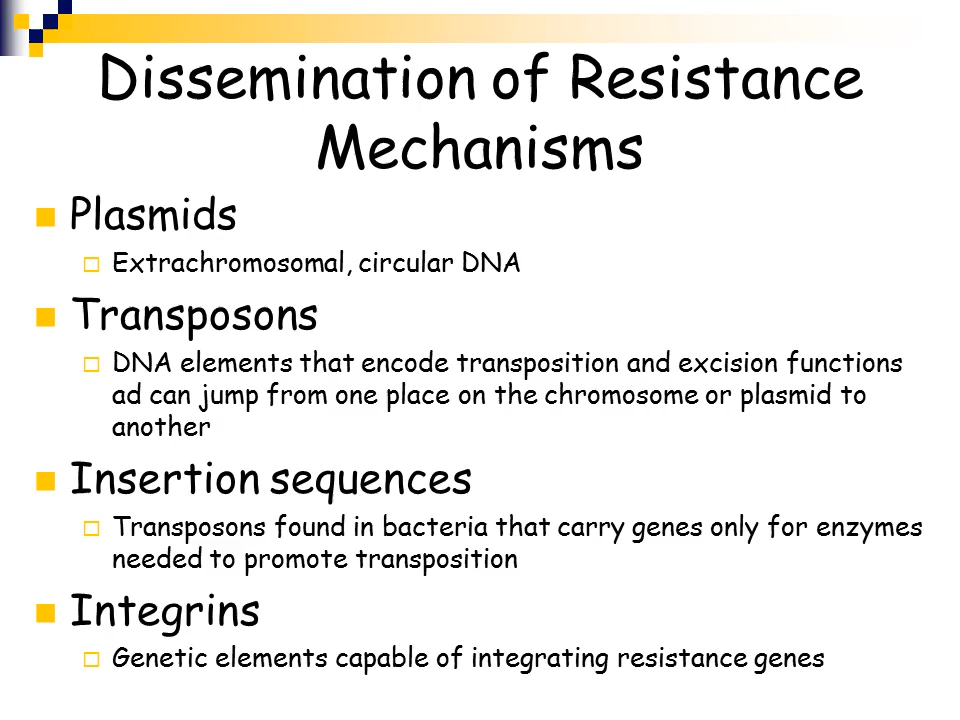 Dissemination of Resistance
Mechanisms
Plasmids
Extrachromosomal, circular DNA
Transposons
DNA elements that encode transposition and excision functions
ad can jump from one place on the chromosome or plasmid to
another
Insertion sequences
Transposons found in bacteria that carry genes only for enzymes
needed to promote transposition
Integrins
Genetic elements capable of integrating resistance genes